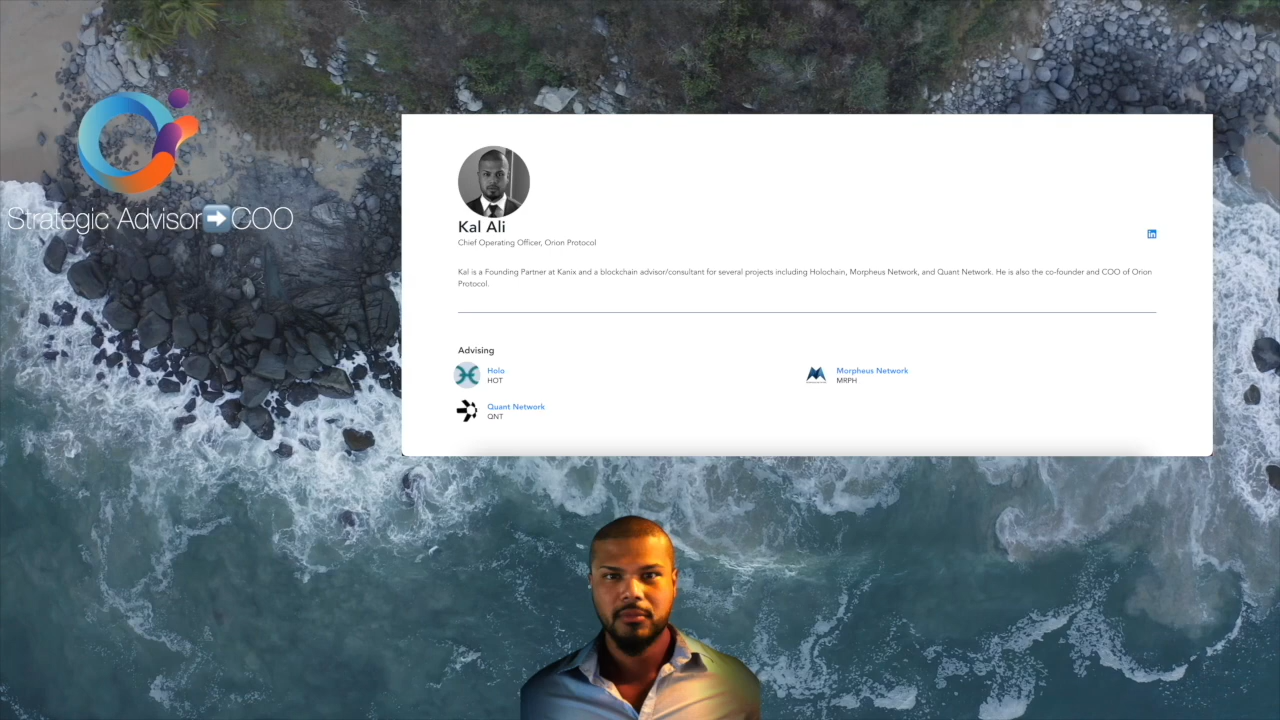 Strategic Advisor➡️COO
Kal Ali
Chief Operating Officer, Orion Protocol
Kal is a Founding Partner at Kanix and a blockchain advisor/consultant for several projects including Holochain, Morpheus Network, and Quant Network. He is also the co-founder and COO of Orion
Protocol.
Advising
Holo
HOT
Morpheus Network
MRPH
Quant Network
QNT
in